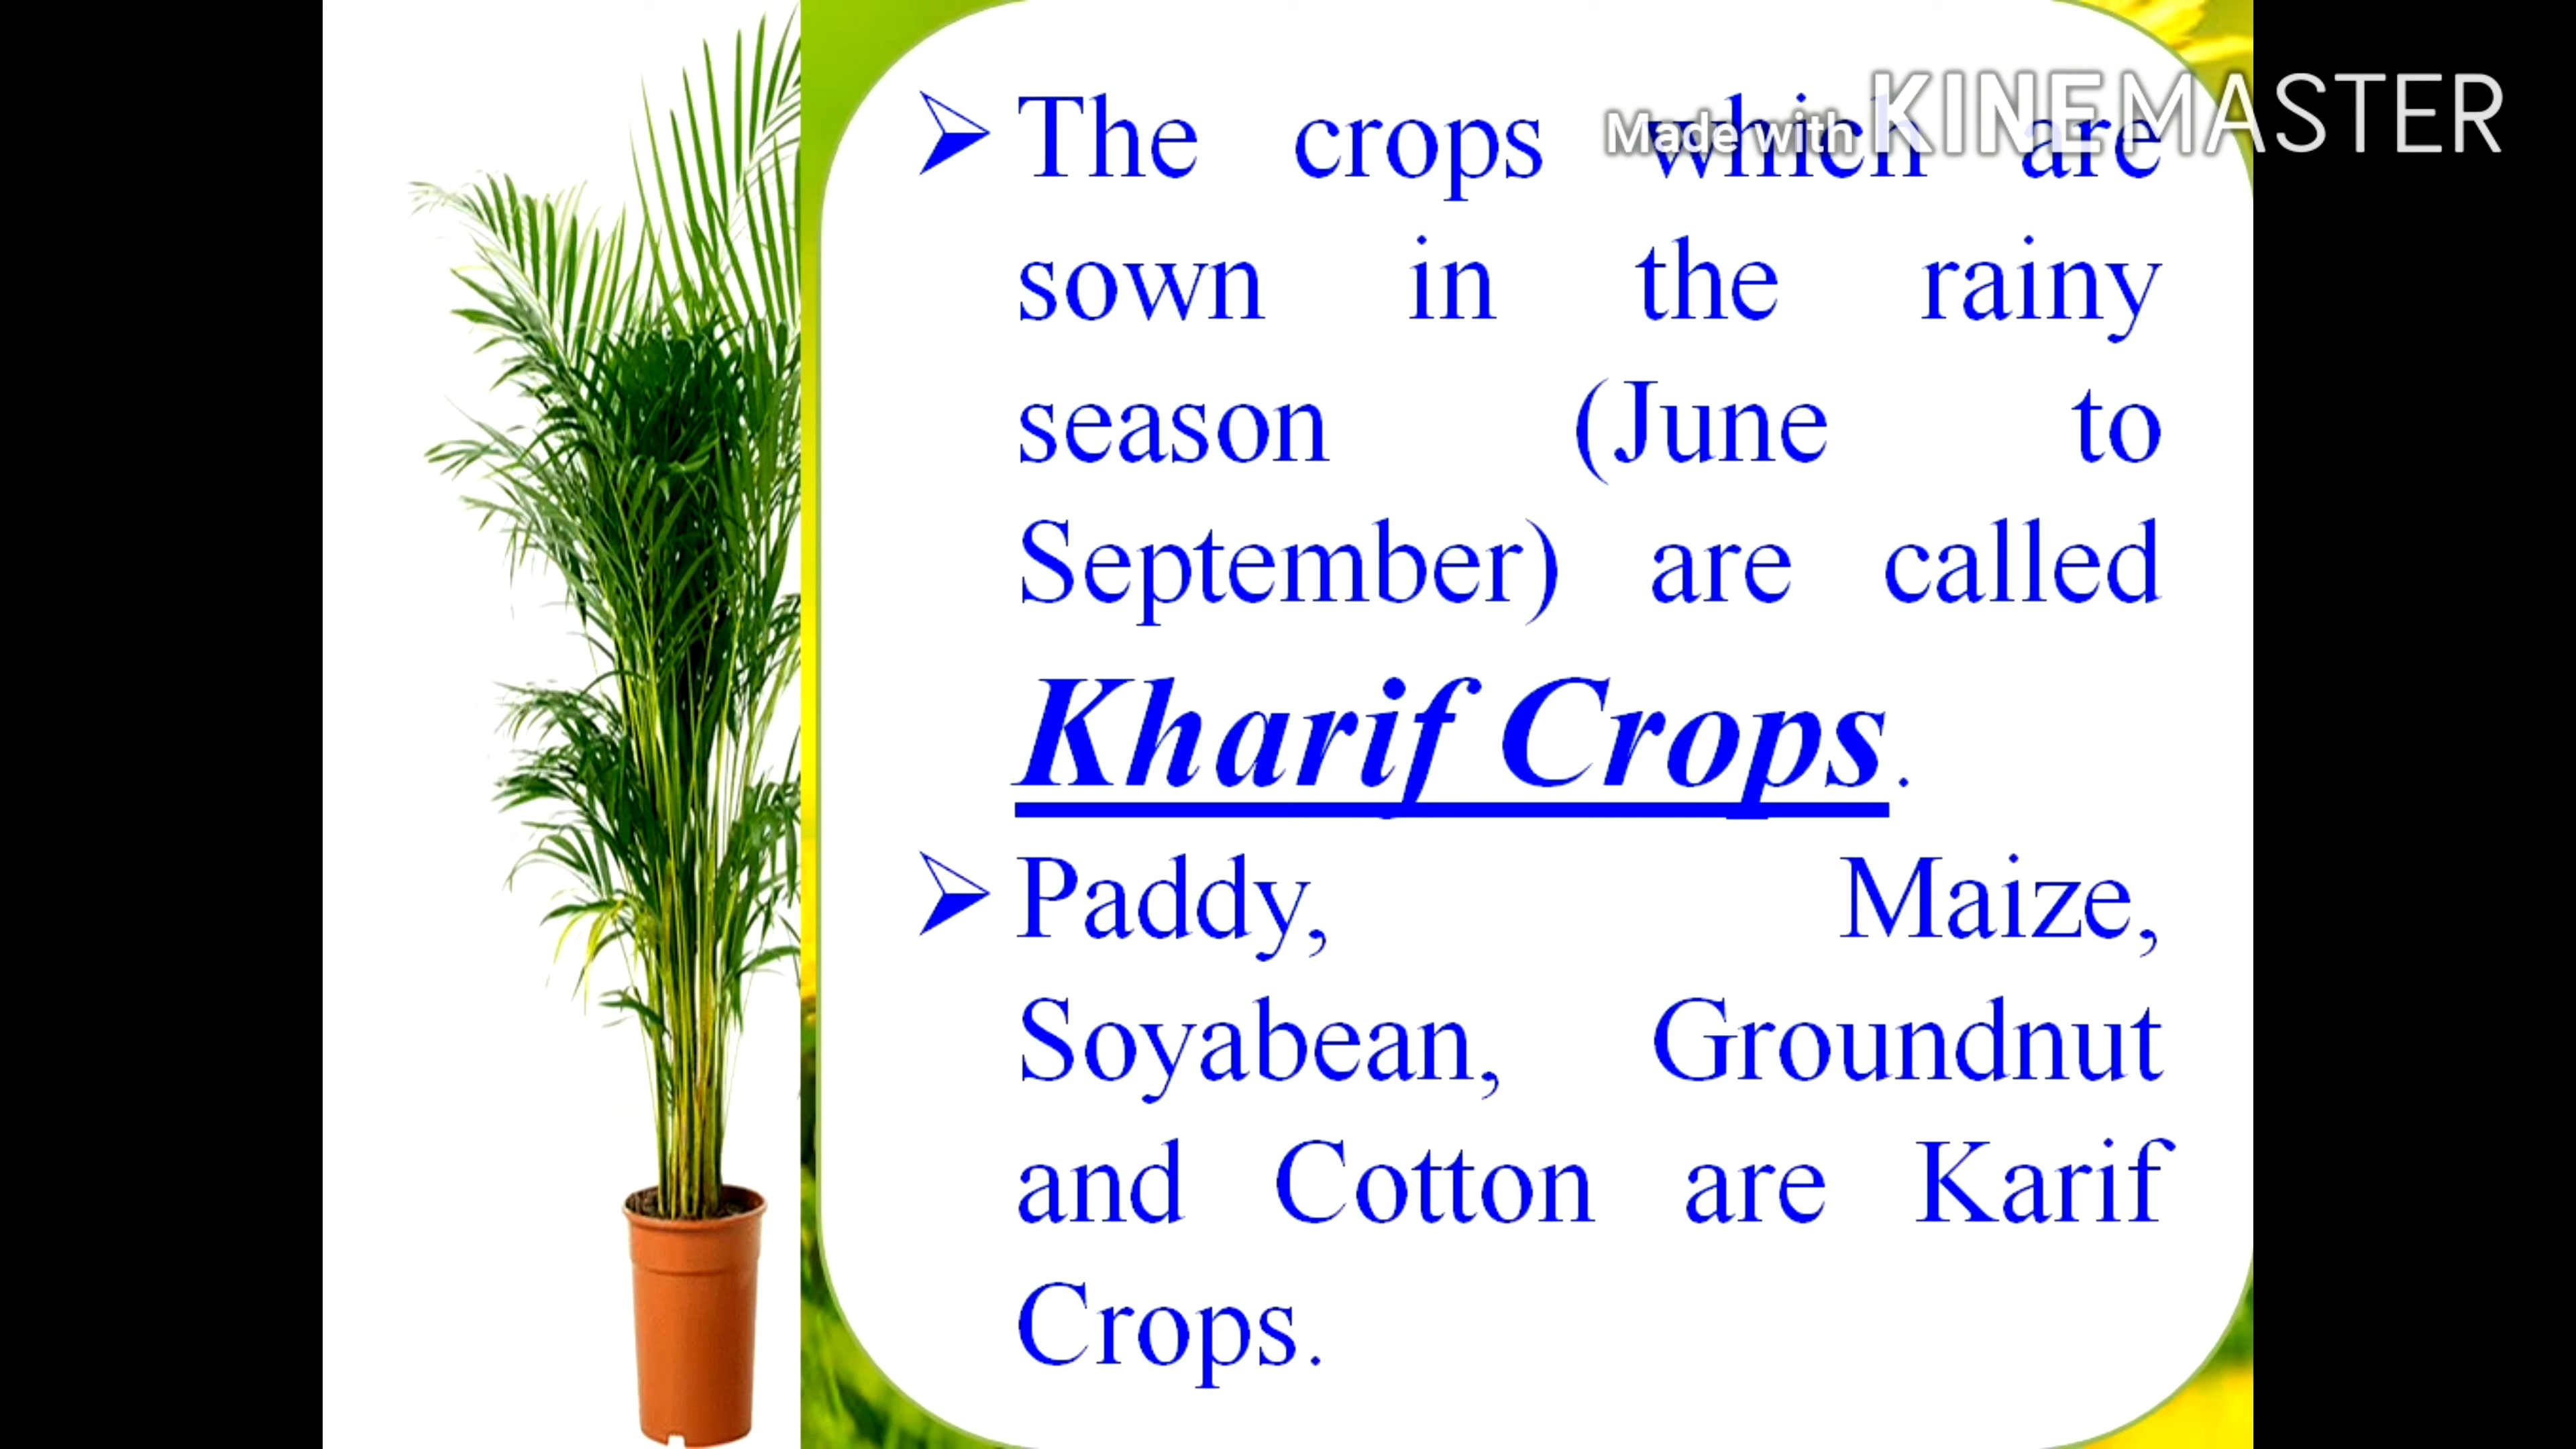 Made with KINEMASTER
➢ The crops which are
sown in the rainy
season (June to
September) are called
Kharif Crops.
➢ Paddy, Maize,
Soyabean, Groundnut
and Cotton are Karif
Crops.